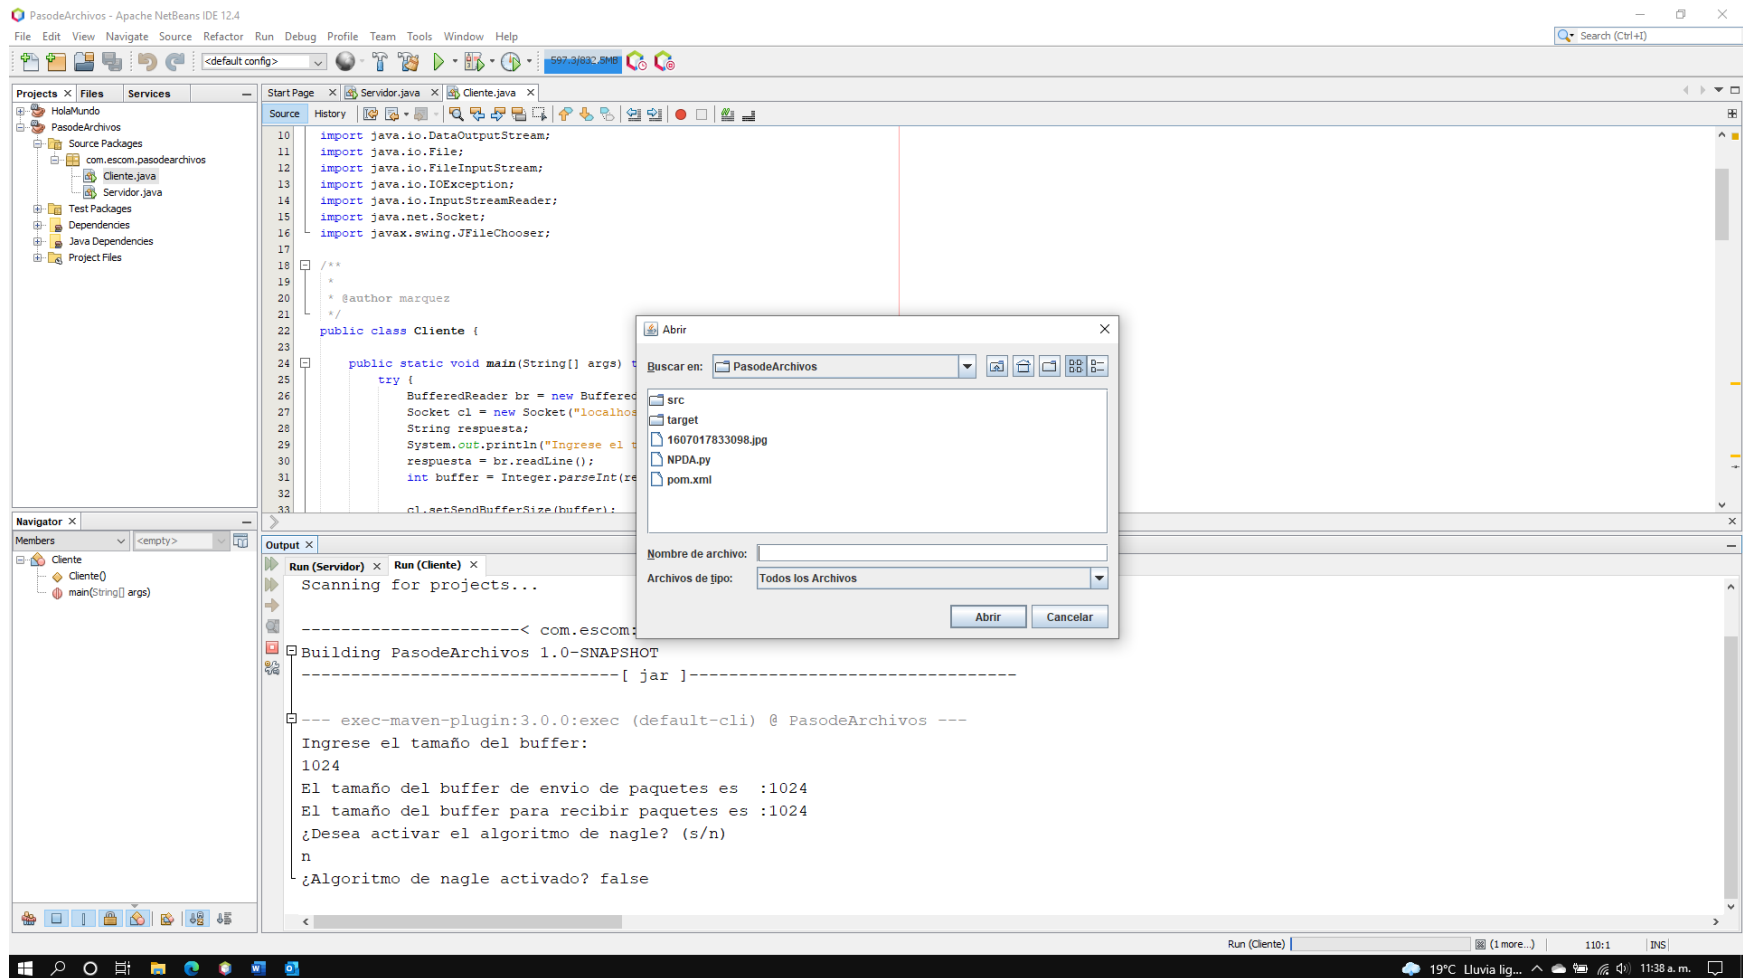 PasodeArchivos - Apache NetBeans IDE 12.4
File Edit View Navigate Source Refactor Run Debug Profile Team Tools Window Help
Search (Ctrl+I)
<default config>
597.3/832.5MB
Projects Files Services
HolaMundo
PasodeArchivos
Source Packages
com.escom.pasodearchivos
Cliente.java
Servidor.java
Test Packages
Dependencies
Java Dependencies
Project Files
Start Page Servidor.java Cliente.java
Source History
10 import java.io.DataOutputStream;
11 import java.io.File;
12 import java.io.FileInputStream;
13 import java.io.IOException;
14 import java.io.InputStreamReader;
15 import java.net.Socket;
16 import javax.swing.JFileChooser;
17
18 /**
19 *
20 * @author marquez
21 */
22 public class Cliente {
23
24 public static void main(String[] args) t
25 try {
26 BufferedReader br = new Buffered
27 Socket cl = new Socket("localhos
28 String respuesta;
29 System.out.println("Ingrese el t
30 respuesta = br.readLine();
31 int buffer = Integer.parseInt(re
32
33 cl.setSendBufferSize(buffer);
Abrir
Buscar en: PasodeArchivos
src
target
1607017833098.jpg
NPDA.py
pom.xml
Nombre de archivo:
Archivos de tipo: Todos los Archivos
Abrir Cancelar
Navigator
Members <empty>
Cliente
Cliente()
main(String[] args)
Output
Run (Servidor) Run (Cliente)
Scanning for projects...
----------------------< com.escom:
Building PasodeArchivos 1.0-SNAPSHOT
--------------------------------[ jar ]---------------------------------
--- exec-maven-plugin:3.0.0:exec (default-cli) @ PasodeArchivos ---
Ingrese el tamaño del buffer:
1024
El tamaño del buffer de envio de paquetes es  :1024
El tamaño del buffer para recibir paquetes es :1024
¿Desea activar el algoritmo de nagle? (s/n)
n
¿Algoritmo de nagle activado? false
Run (Cliente) (1 more...) 110:1 INS
19°C Lluvia lig... 11:38 a. m.